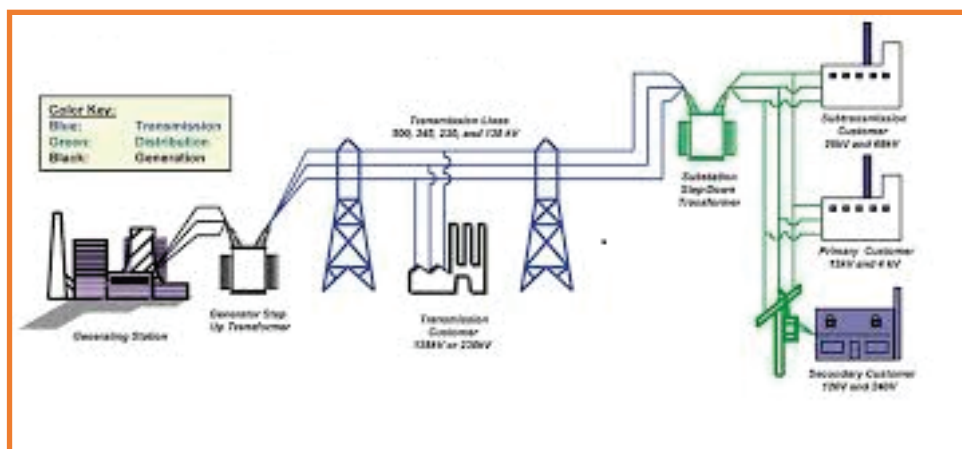 Color Key:
Blue: Transmission
Green: Distribution
Black: Generation
Transmission Lines
500, 345, 230, and 138 kV
Substation
Step-Down
Transformer
Subtransmission
Customer
26kV and 69kV
Primary Customer
13kV and 4 kV
Secondary Customer
120V and 240V
Generating Station
Generator Step
Up Transformer
Transmission
Customer
138kV or 230kV